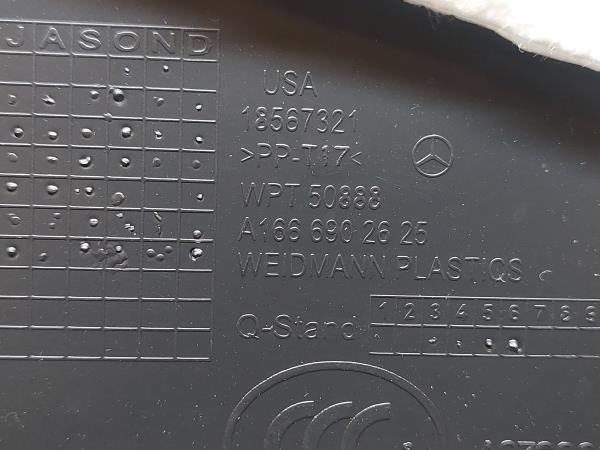 J A S O N D
USA
18567321
>PP-T17<
WPT 50888
A166 690 26 25
WEIDMANN PLASTICS
1 2 3 4 5 6 7 8 9
Q-Stand
CCC